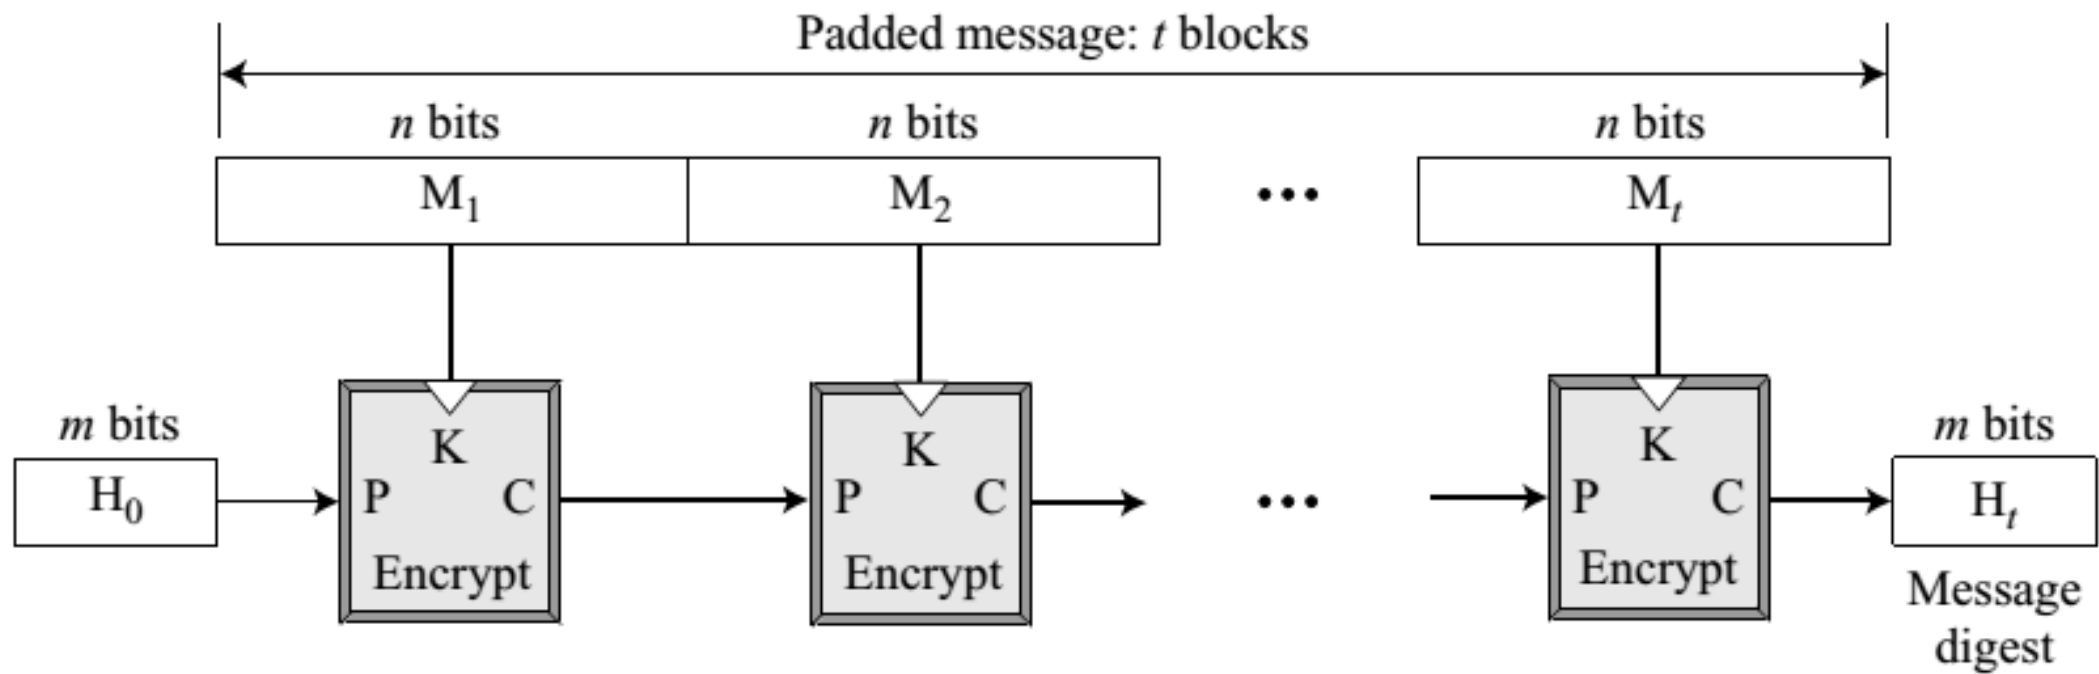 Padded message: t blocks
n bits n bits n bits
M₁ M₂ ••• Mₜ
m bits K K K m bits
H₀ P C P C ••• P C Hₜ
Encrypt Encrypt Encrypt
Message
digest